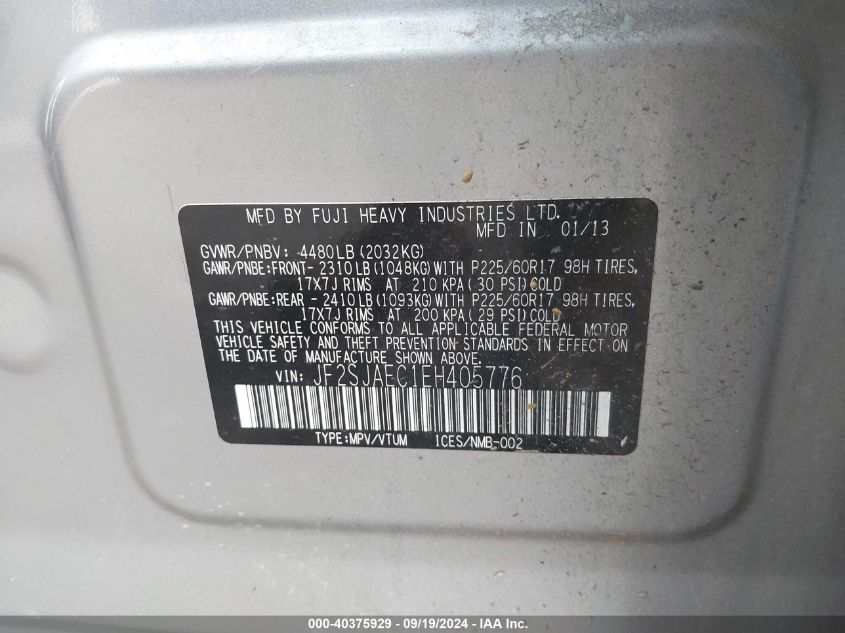 MFD BY FUJI HEAVY INDUSTRIES LTD.
MFD IN 01/13
GVWR/PNBV: 4480LB (2032KG)
GAWR/PNBE:FRONT- 2310LB (1048KG) WITH P225/60R17 98H TIRES,
17X7J RIMS AT 210 KPA (30 PSI) COLD
GAWR/PNBE:REAR - 2410LB (1093KG) WITH P225/60R17 98H TIRES,
17X7J RIMS AT 200 KPA (29 PSI) COLD
THIS VEHICLE CONFORMS TO ALL APPLICABLE FEDERAL MOTOR
VEHICLE SAFETY AND THEFT PREVENTION STANDARDS IN EFFECT ON
THE DATE OF MANUFACTURE SHOWN ABOVE.
VIN: JF2SJAEC1EH405776
TYPE:MPV/VTUM ICES/NMB-002
000-40375929 - 09/19/2024 - IAA Inc.